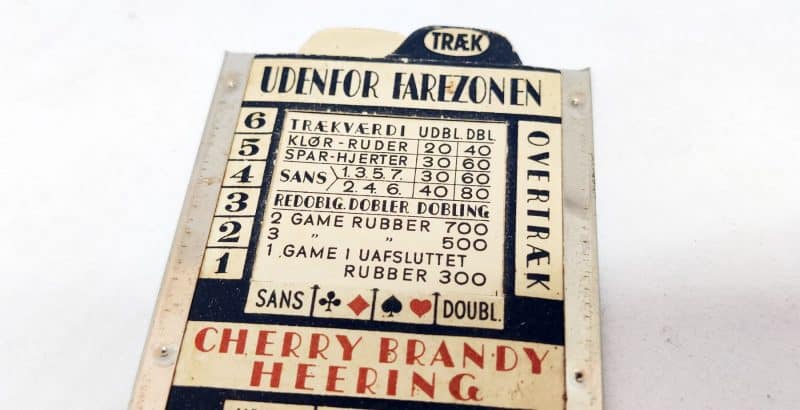 TRÆK
UDENFOR FAREZONEN
6
5
4
3
2
1
TRÆKVÆRDI UDBL. DBL
KLØR-RUDER 20 40
SPAR-HJERTER 30 60
SANS 1.3.5.7. 30 60
2.4.6. 40 80
REDOBLG. DOBLER DOBLING
2 GAME RUBBER 700
3 „ „ 500
1. GAME I UAFSLUTTET
RUBBER 300
OVERTRÆK
SANS ♣ ♦ ♠ ♥ DOUBL.
CHERRY BRANDY
HEERING